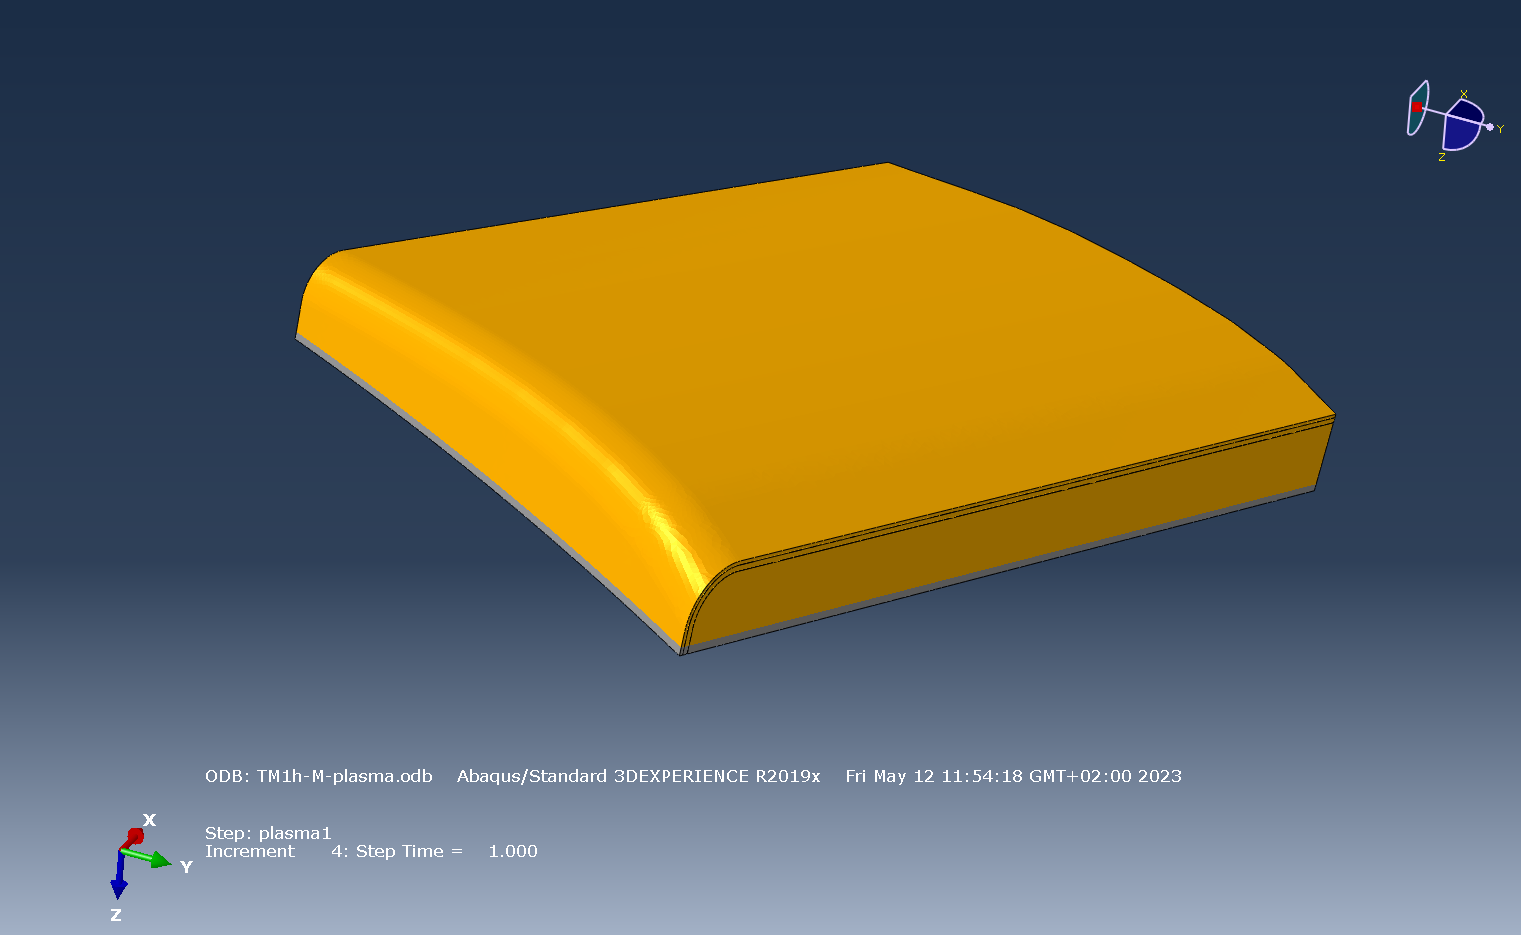 X
Y
Z
ODB: TM1h-M-plasma.odb    Abaqus/Standard 3DEXPERIENCE R2019x    Fri May 12 11:54:18 GMT+02:00 2023
X
Step: plasma1
Increment      4: Step Time =    1.000
Y
Z